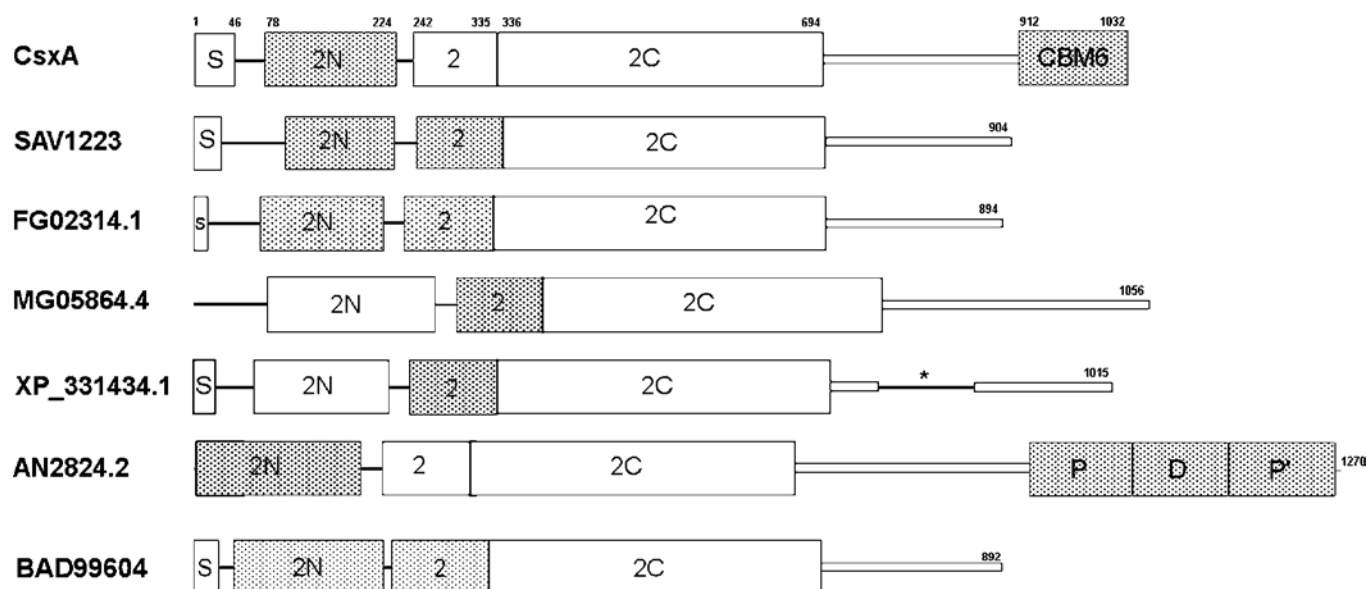 1 46 78 224 242 335 336 694 912 1032
CsxA S 2N 2 2C CBM6
904
SAV1223 S 2N 2 2C
894
FG02314.1 s 2N 2 2C
1056
MG05864.4 2N 2 2C
1015
XP_331434.1 S 2N 2 2C *
AN2824.2 2N 2 2C P D P' 1270
892
BAD99604 S 2N 2 2C